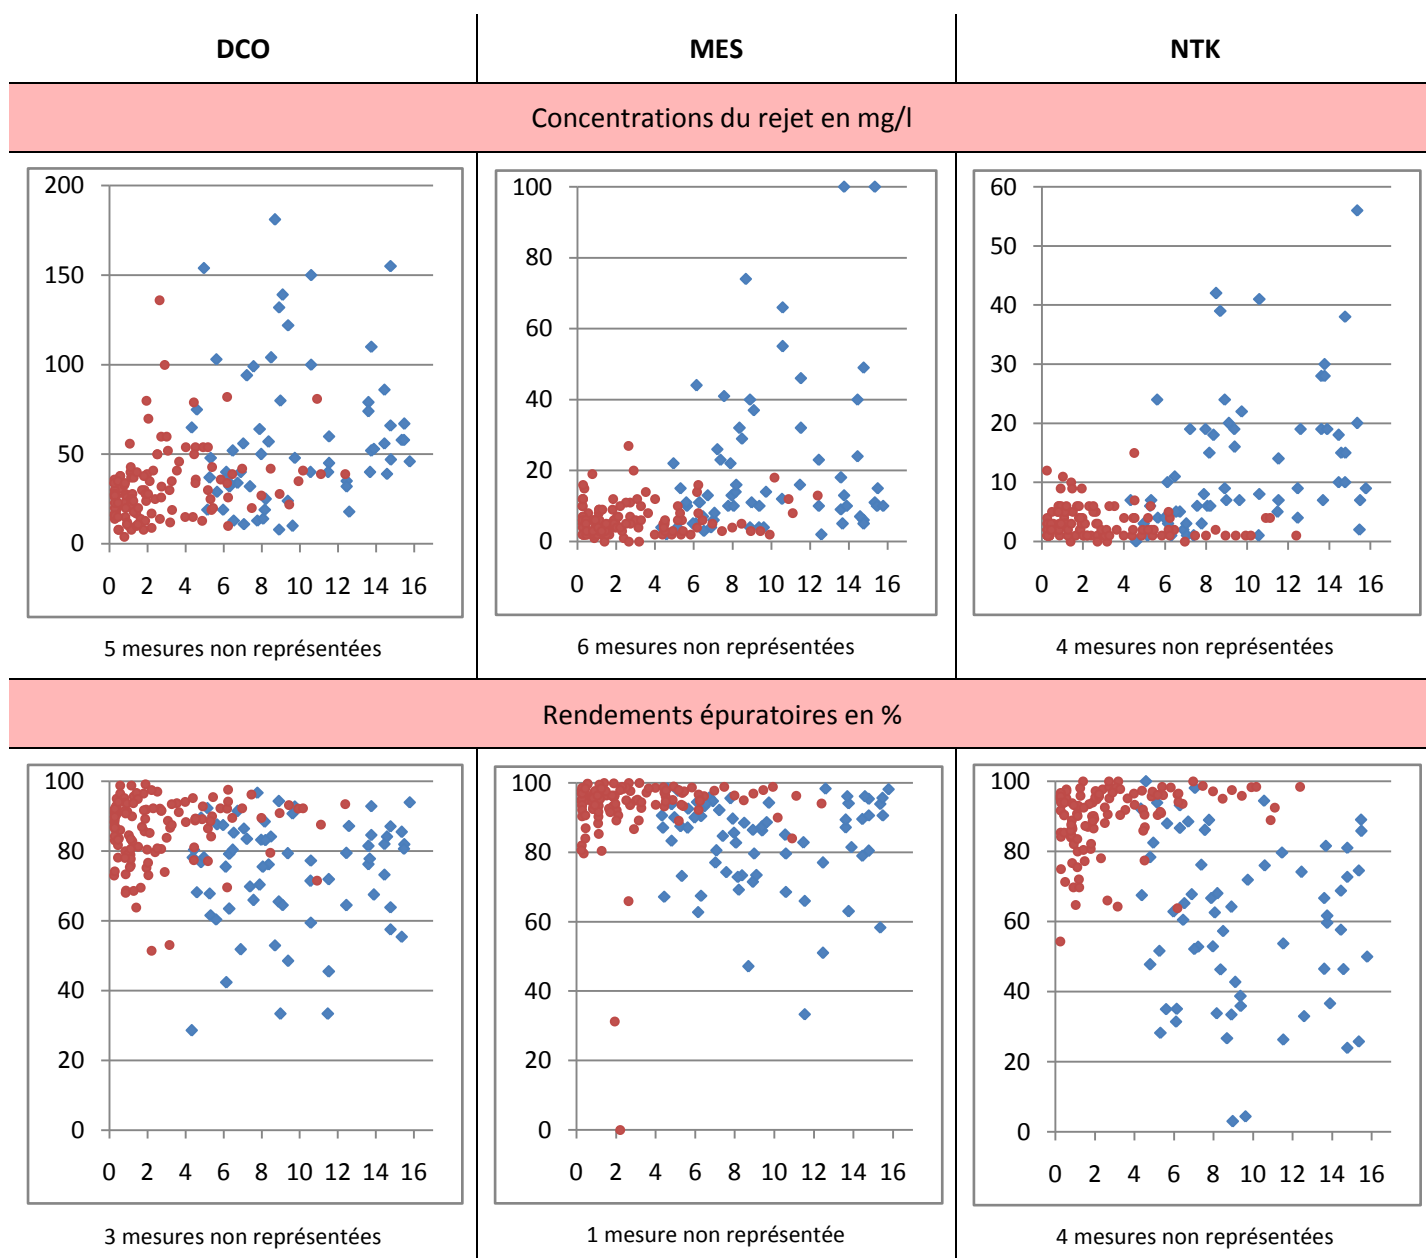 DCO MES NTK
Concentrations du rejet en mg/l
200
150
100
50
0
0 2 4 6 8 10 12 14 16
5 mesures non représentées
100
80
60
40
20
0
0 2 4 6 8 10 12 14 16
6 mesures non représentées
60
50
40
30
20
10
0
0 2 4 6 8 10 12 14 16
4 mesures non représentées
Rendements épuratoires en %
100
80
60
40
20
0
0 2 4 6 8 10 12 14 16
3 mesures non représentées
100
80
60
40
20
0
0 2 4 6 8 10 12 14 16
1 mesure non représentée
100
80
60
40
20
0
0 2 4 6 8 10 12 14 16
4 mesures non représentées